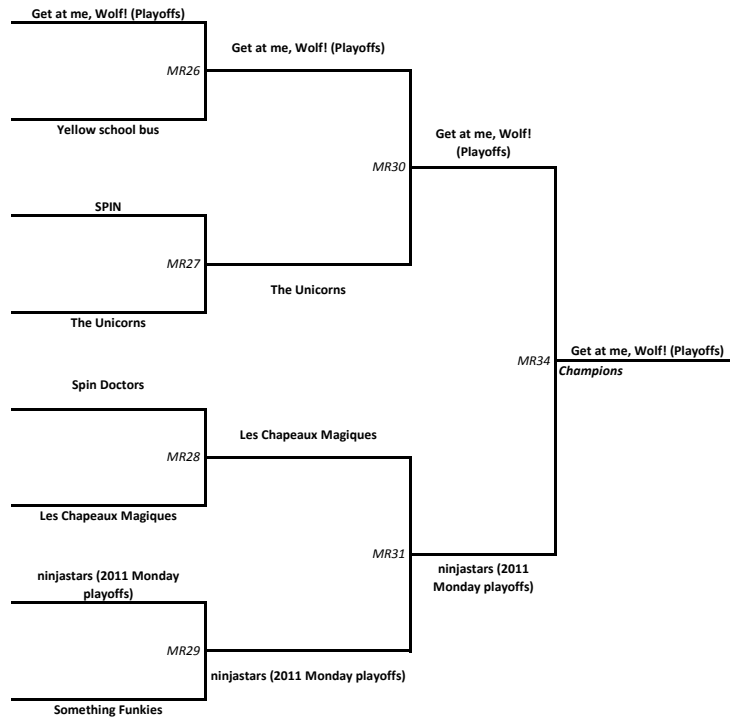 Get at me, Wolf! (Playoffs)
Get at me, Wolf! (Playoffs)
MR26
Yellow school bus
Get at me, Wolf!
(Playoffs)
MR30
SPIN
MR27
The Unicorns
The Unicorns
Get at me, Wolf! (Playoffs)
MR34
Champions
Spin Doctors
Les Chapeaux Magiques
MR28
Les Chapeaux Magiques
MR31
ninjastars (2011
Monday playoffs)
ninjastars (2011 Monday
playoffs)
MR29
ninjastars (2011 Monday playoffs)
Something Funkies